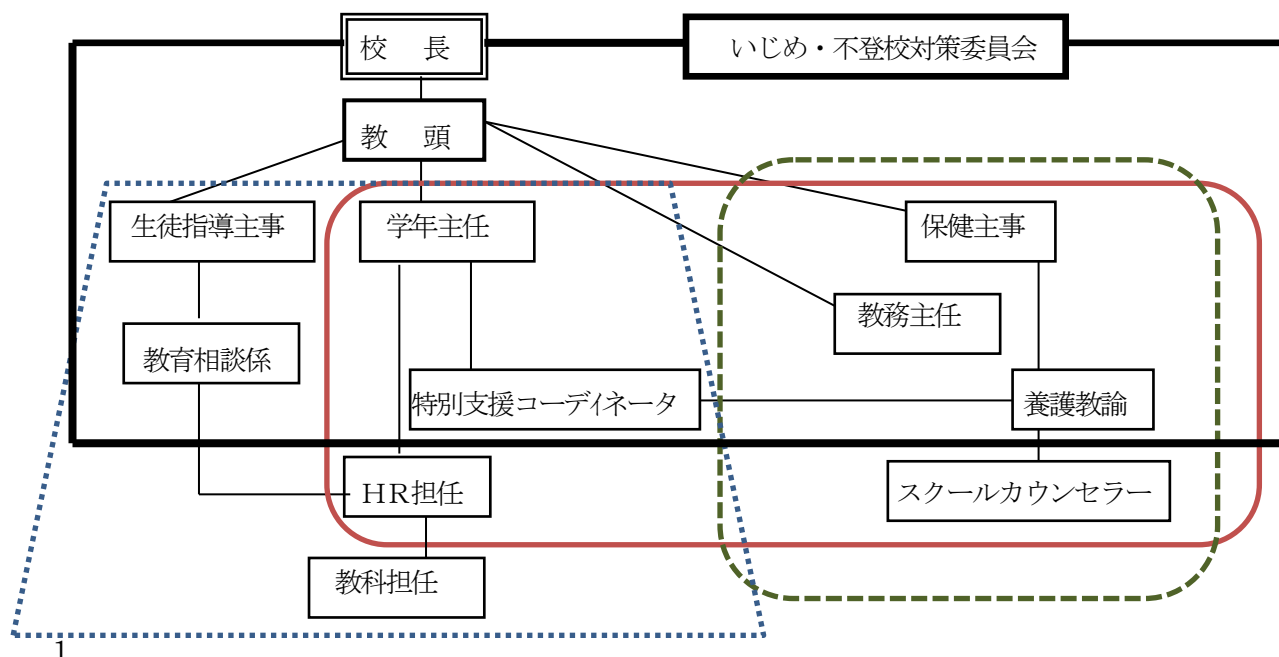 校　長
いじめ・不登校対策委員会
教　頭
生徒指導主事
学年主任
保健主事
教務主任
教育相談係
特別支援コーディネータ
養護教諭
ＨＲ担任
スクールカウンセラー
教科担任
1